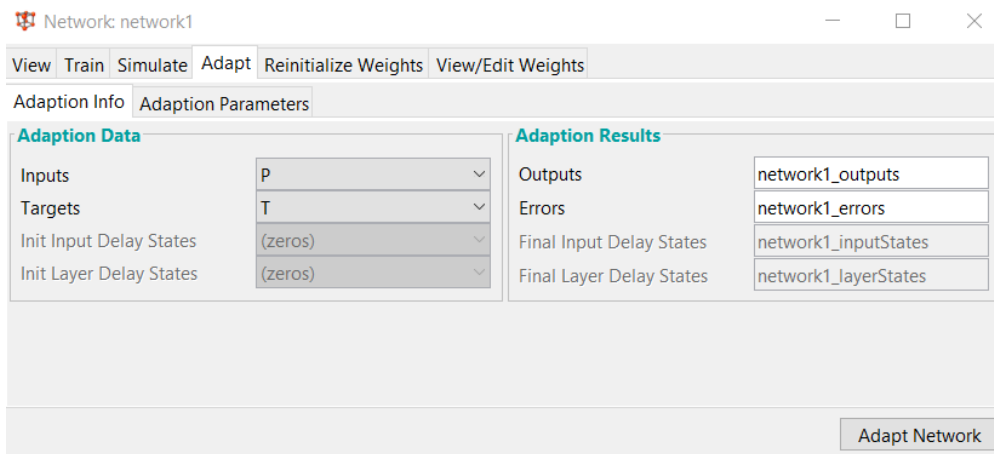 Network: network1
View Train Simulate Adapt Reinitialize Weights View/Edit Weights
Adaption Info Adaption Parameters
Adaption Data
Inputs P
Targets T
Init Input Delay States (zeros)
Init Layer Delay States (zeros)
Adaption Results
Outputs network1_outputs
Errors network1_errors
Final Input Delay States network1_inputStates
Final Layer Delay States network1_layerStates
Adapt Network